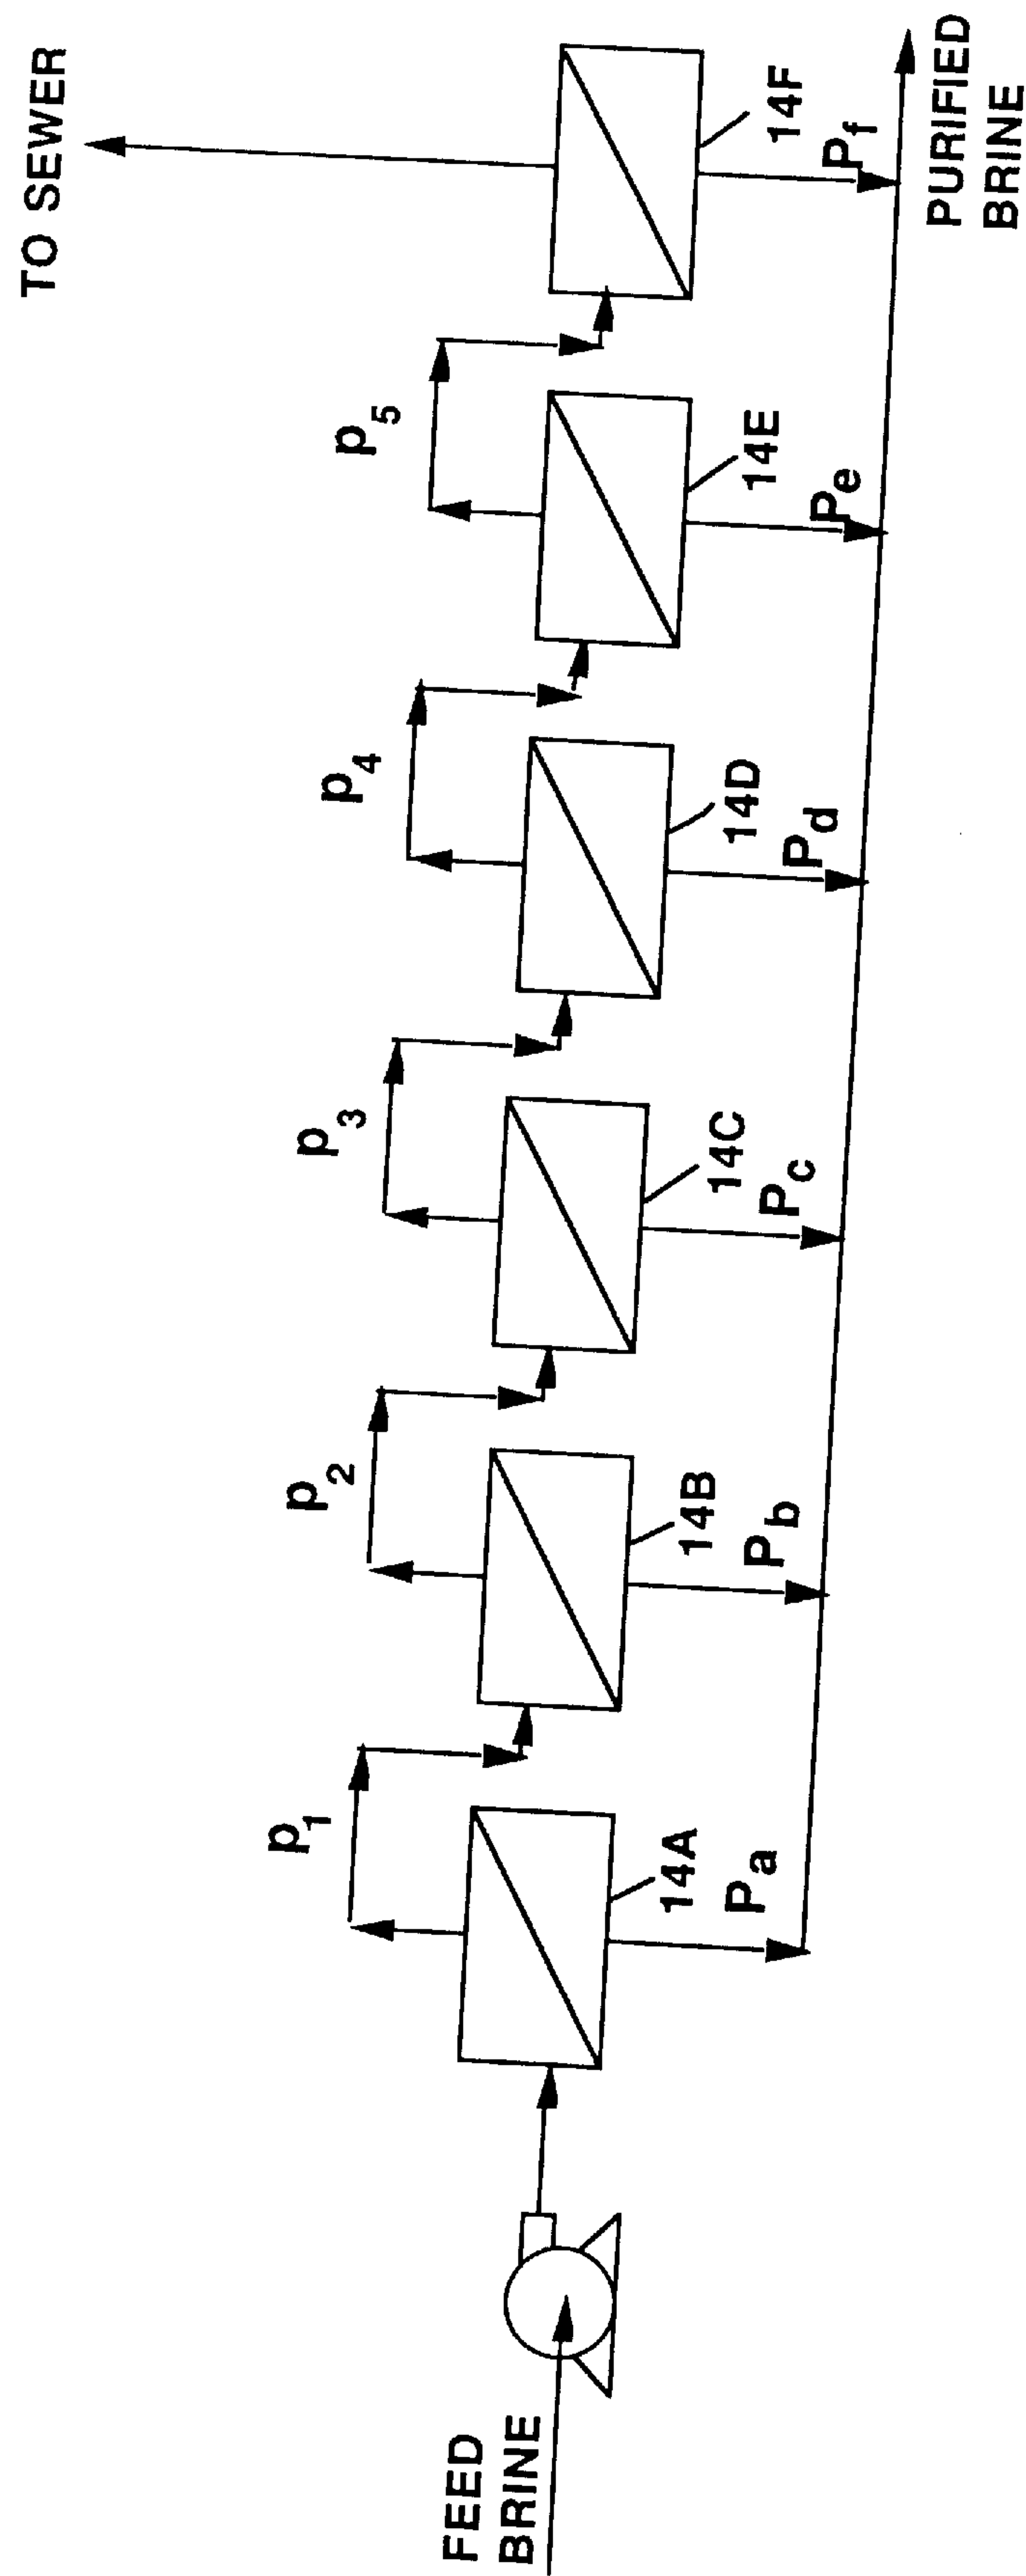 TO SEWER
p1
p2
p3
p4
p5
FEED
BRINE
14A
14B
14C
14D
14E
14F
Pa
Pb
Pc
Pd
Pe
Pf
PURIFIED
BRINE